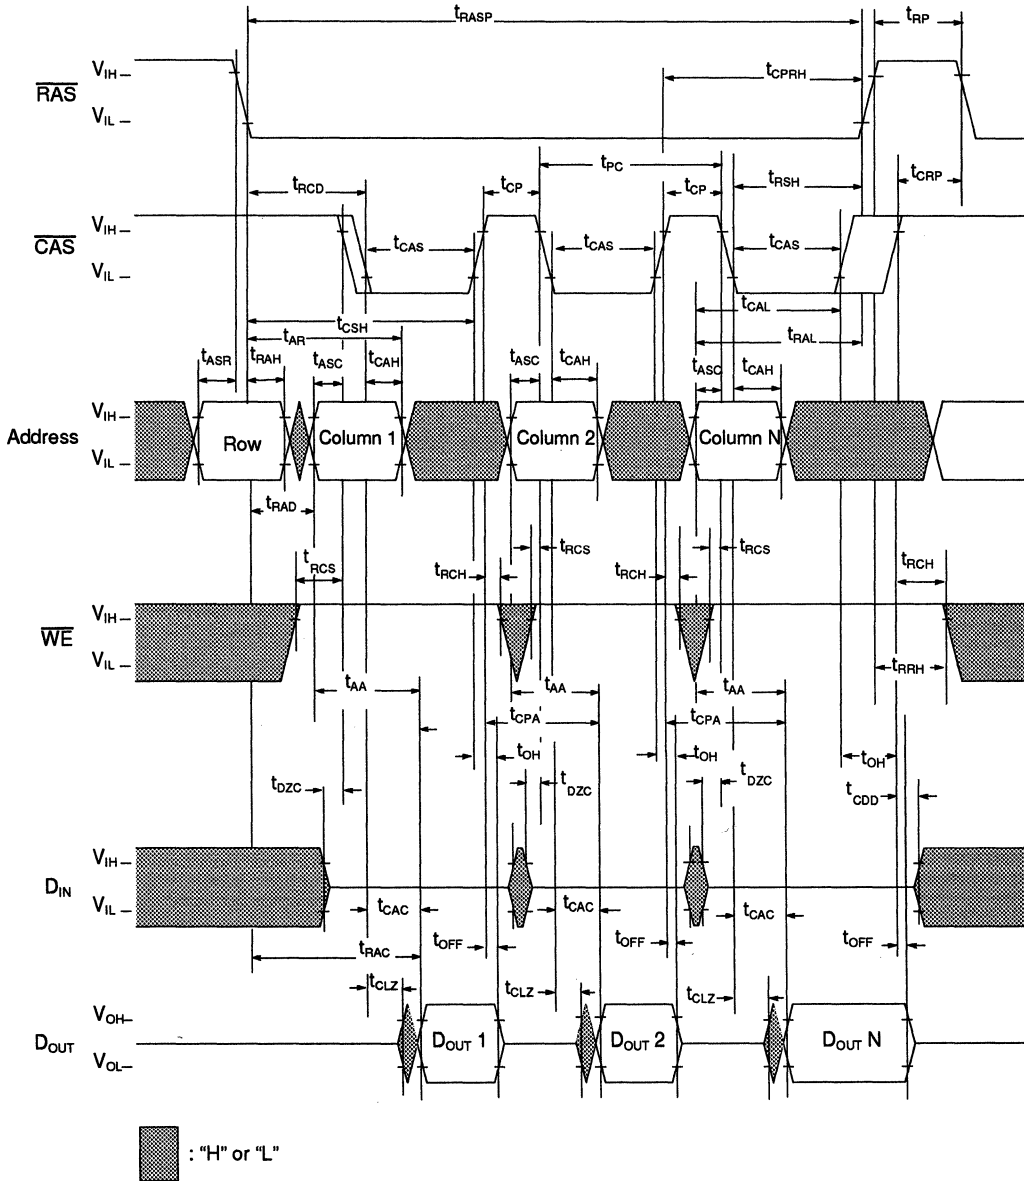 tRASP
tRP
VIH
RAS
VIL
tCPRH
tPC
tRCD
tCP
tCP
tRSH
tCRP
VIH
CAS
VIL
tCAS
tCAS
tCAS
tCAL
tCSH
tRAL
tAR
tASR
tRAH
tASC
tCAH
tASC
tCAH
tASC
tCAH
VIH
Address
VIL
Row
Column 1
Column 2
Column N
tRAD
tRCS
tRCS
tRCS
tRCH
tRCH
tRCH
VIH
WE
VIL
tRRH
tAA
tAA
tAA
tCPA
tCPA
tOH
tOH
tOH
tDZC
tDZC
tDZC
tCDD
VIH
DIN
VIL
tCAC
tCAC
tCAC
tOFF
tOFF
tOFF
tRAC
tCLZ
tCLZ
tCLZ
VOH
DOUT
VOL
DOUT 1
DOUT 2
DOUT N
: “H” or “L”